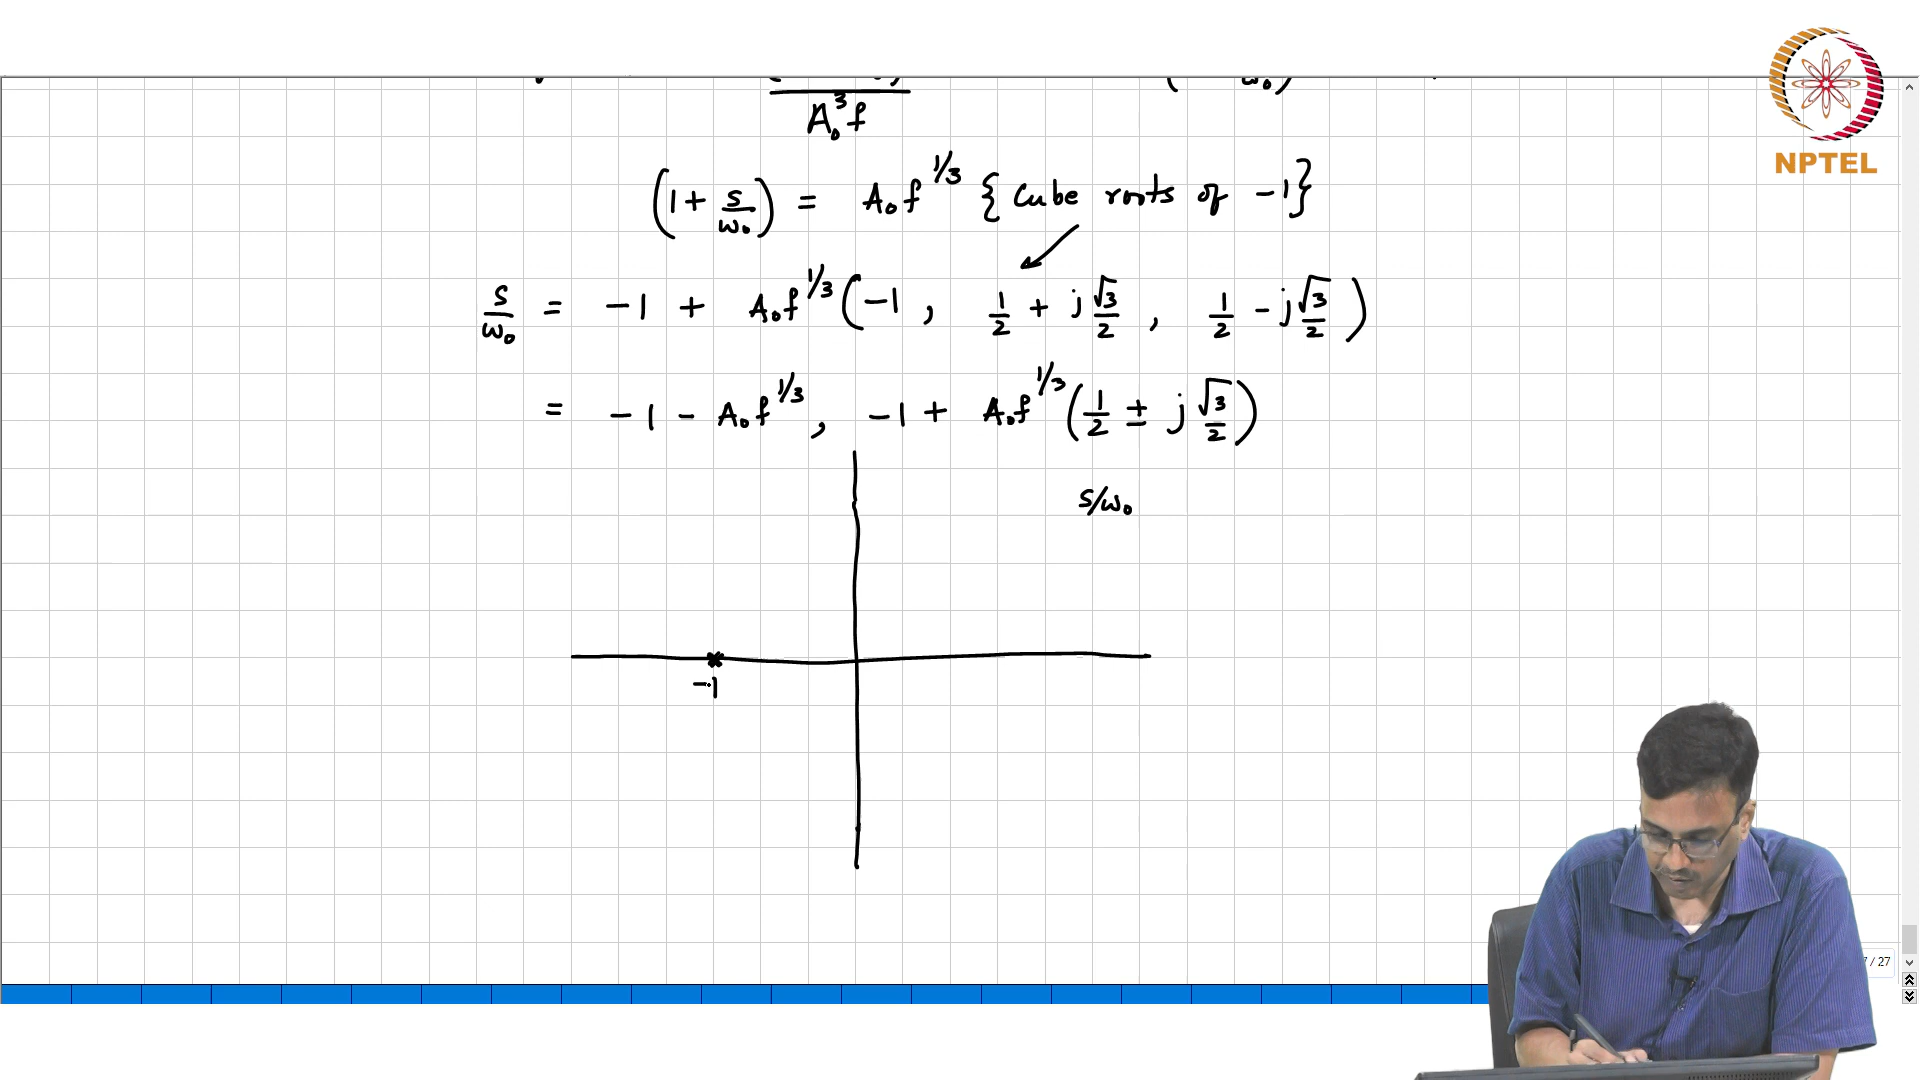 A₀³f
ω₀)
NPTEL
(1 + s/ω₀) = A₀f^{1/3} {Cube roots of -1}
s/ω₀ = -1 + A₀f^{1/3} (-1, 1/2 + j√3/2, 1/2 - j√3/2)
= -1 - A₀f^{1/3}, -1 + A₀f^{1/3} (1/2 ± j√3/2)
s/ω₀
-1
/ 27